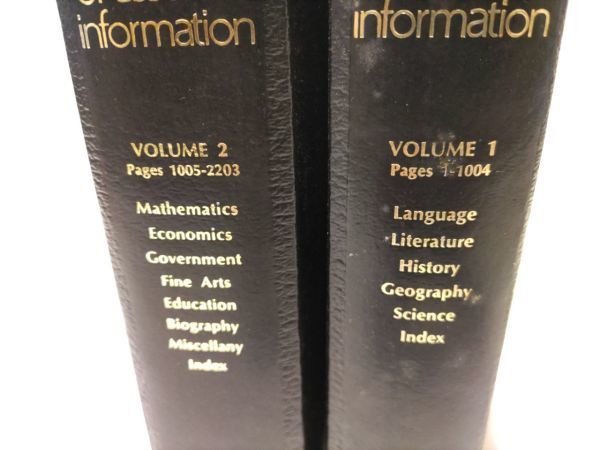 information
VOLUME 2
Pages 1005-2203
Mathematics
Economics
Government
Fine Arts
Education
Biography
Miscellany
Index
information
VOLUME 1
Pages 1-1004
Language
Literature
History
Geography
Science
Index